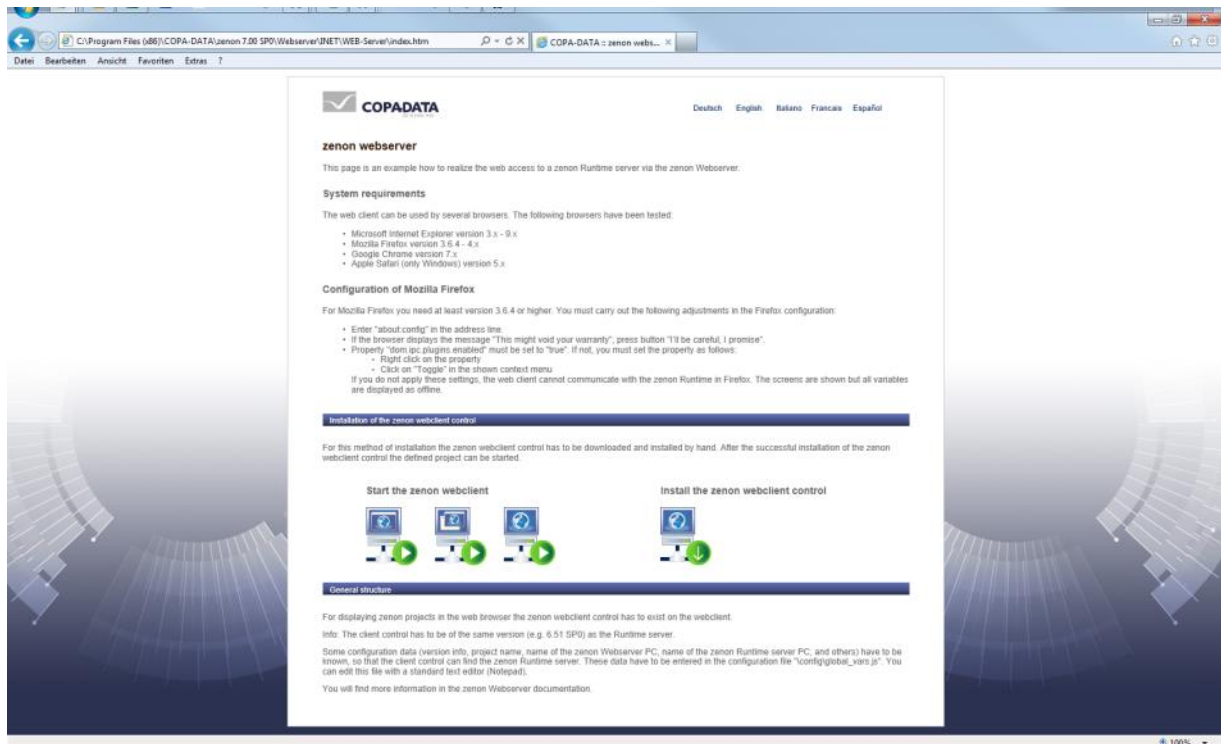 C:\Program Files (x86)\COPA-DATA\zenon 7.00 SP0\Webserver\INET\WEB-Server\index.htm
COPA-DATA :: zenon webs...
Datei Bearbeiten Ansicht Favoriten Extras ?
COPADATA
Deutsch English Italiano Francais Español
zenon webserver
This page is an example how to realize the web access to a zenon Runtime server via the zenon Webserver.
System requirements
The web client can be used by several browsers. The following browsers have been tested:
• Microsoft Internet Explorer version 3.x - 9.x
• Mozilla Firefox version 3.6.4 - 4.x
• Google Chrome version 7.x
• Apple Safari (only Windows) version 5.x
Configuration of Mozilla Firefox
For Mozilla Firefox you need at least version 3.6.4 or higher. You must carry out the following adjustments in the Firefox configuration:
• Enter "about:config" in the address line.
• If the browser displays the message "This might void your warranty", press button "I'll be careful, I promise".
• Property "dom.ipc.plugins.enabled" must be set to "true". If not, you must set the property as follows:
• Right click on the property
• Click on "Toggle" in the shown context menu
If you do not apply these settings, the web client cannot communicate with the zenon Runtime in Firefox. The screens are shown but all variables
are displayed as offline.
Installation of the zenon webclient control
For this method of installation the zenon webclient control has to be downloaded and installed by hand. After the successful installation of the zenon
webclient control the defined project can be started.
Start the zenon webclient
Install the zenon webclient control
General structure
For displaying zenon projects in the web browser the zenon webclient control has to exist on the webclient.
Info: The client control has to be of the same version (e.g. 6.51 SP0) as the Runtime server.
Some configuration data (version info, project name, name of the zenon Webserver PC, name of the zenon Runtime server PC, and others) have to be
known, so that the client control can find the zenon Runtime server. These data have to be entered in the configuration file "\config\global_vars.js". You
can edit this file with a standard text editor (Notepad).
You will find more information in the zenon Webserver documentation.
100%